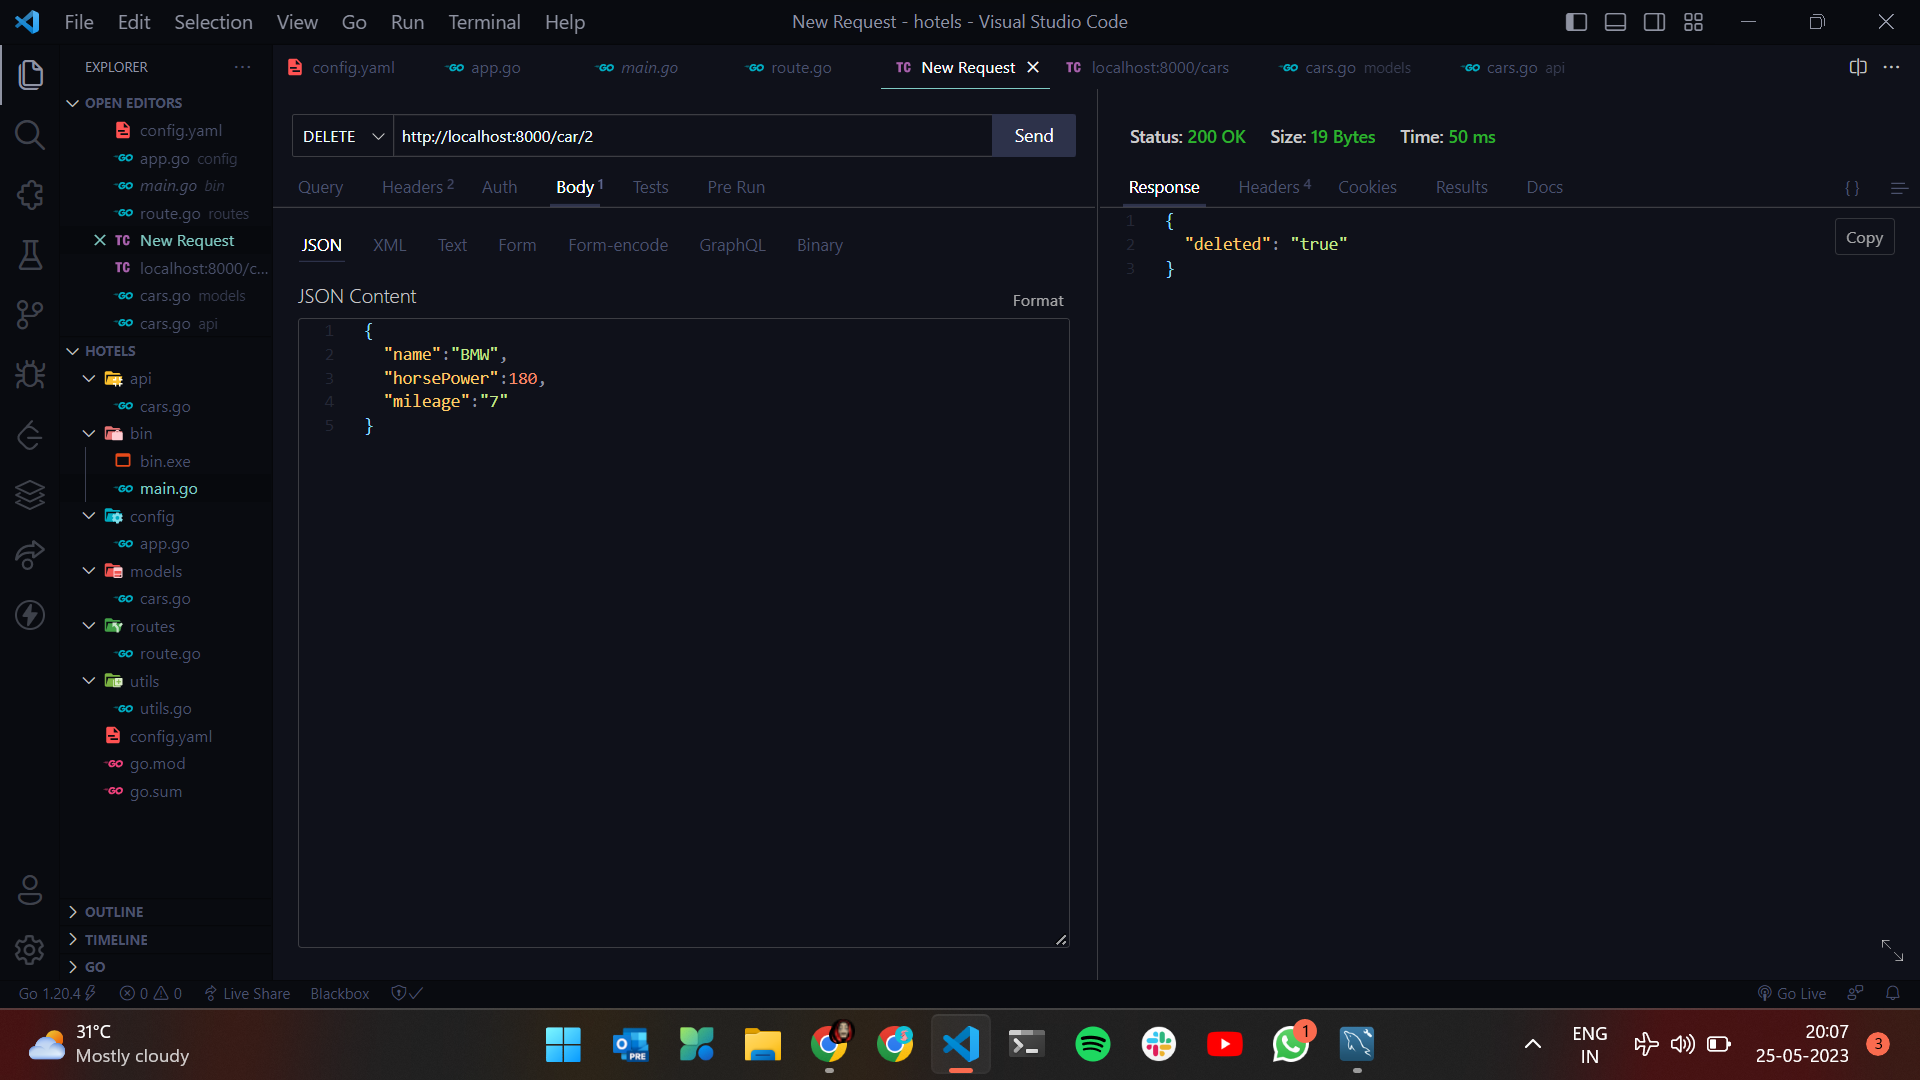 File Edit Selection View Go Run Terminal Help
New Request - hotels - Visual Studio Code
EXPLORER
OPEN EDITORS
config.yaml
app.go config
main.go bin
route.go routes
TC New Request
TC localhost:8000/c...
cars.go models
cars.go api
HOTELS
api
cars.go
bin
bin.exe
main.go
config
app.go
models
cars.go
routes
route.go
utils
utils.go
config.yaml
go.mod
go.sum
OUTLINE
TIMELINE
GO
config.yaml app.go main.go route.go TC New Request TC localhost:8000/cars cars.go models cars.go api
DELETE http://localhost:8000/car/2 Send
Query Headers 2 Auth Body 1 Tests Pre Run
JSON XML Text Form Form-encode GraphQL Binary
JSON Content
Format
1 {
2 "name":"BMW",
3 "horsePower":180,
4 "mileage":"7"
5 }
Status: 200 OK Size: 19 Bytes Time: 50 ms
Response Headers 4 Cookies Results Docs { }
1 {
2 "deleted": "true"
3 }
Copy
Go 1.20.4 0 0 Live Share Blackbox Go Live
31°C
Mostly cloudy
PRE
1
ENG
IN
20:07
25-05-2023
3